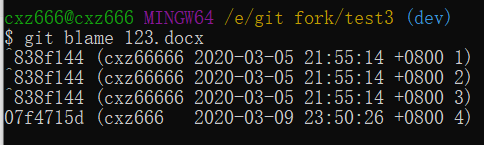 cxz666@cxz666 MINGW64 /e/git fork/test3 (dev)
$ git blame 123.docx
^838f144 (cxz66666 2020-03-05 21:55:14 +0800 1)
^838f144 (cxz66666 2020-03-05 21:55:14 +0800 2)
^838f144 (cxz66666 2020-03-05 21:55:14 +0800 3)
07f4715d (cxz666   2020-03-09 23:50:26 +0800 4)